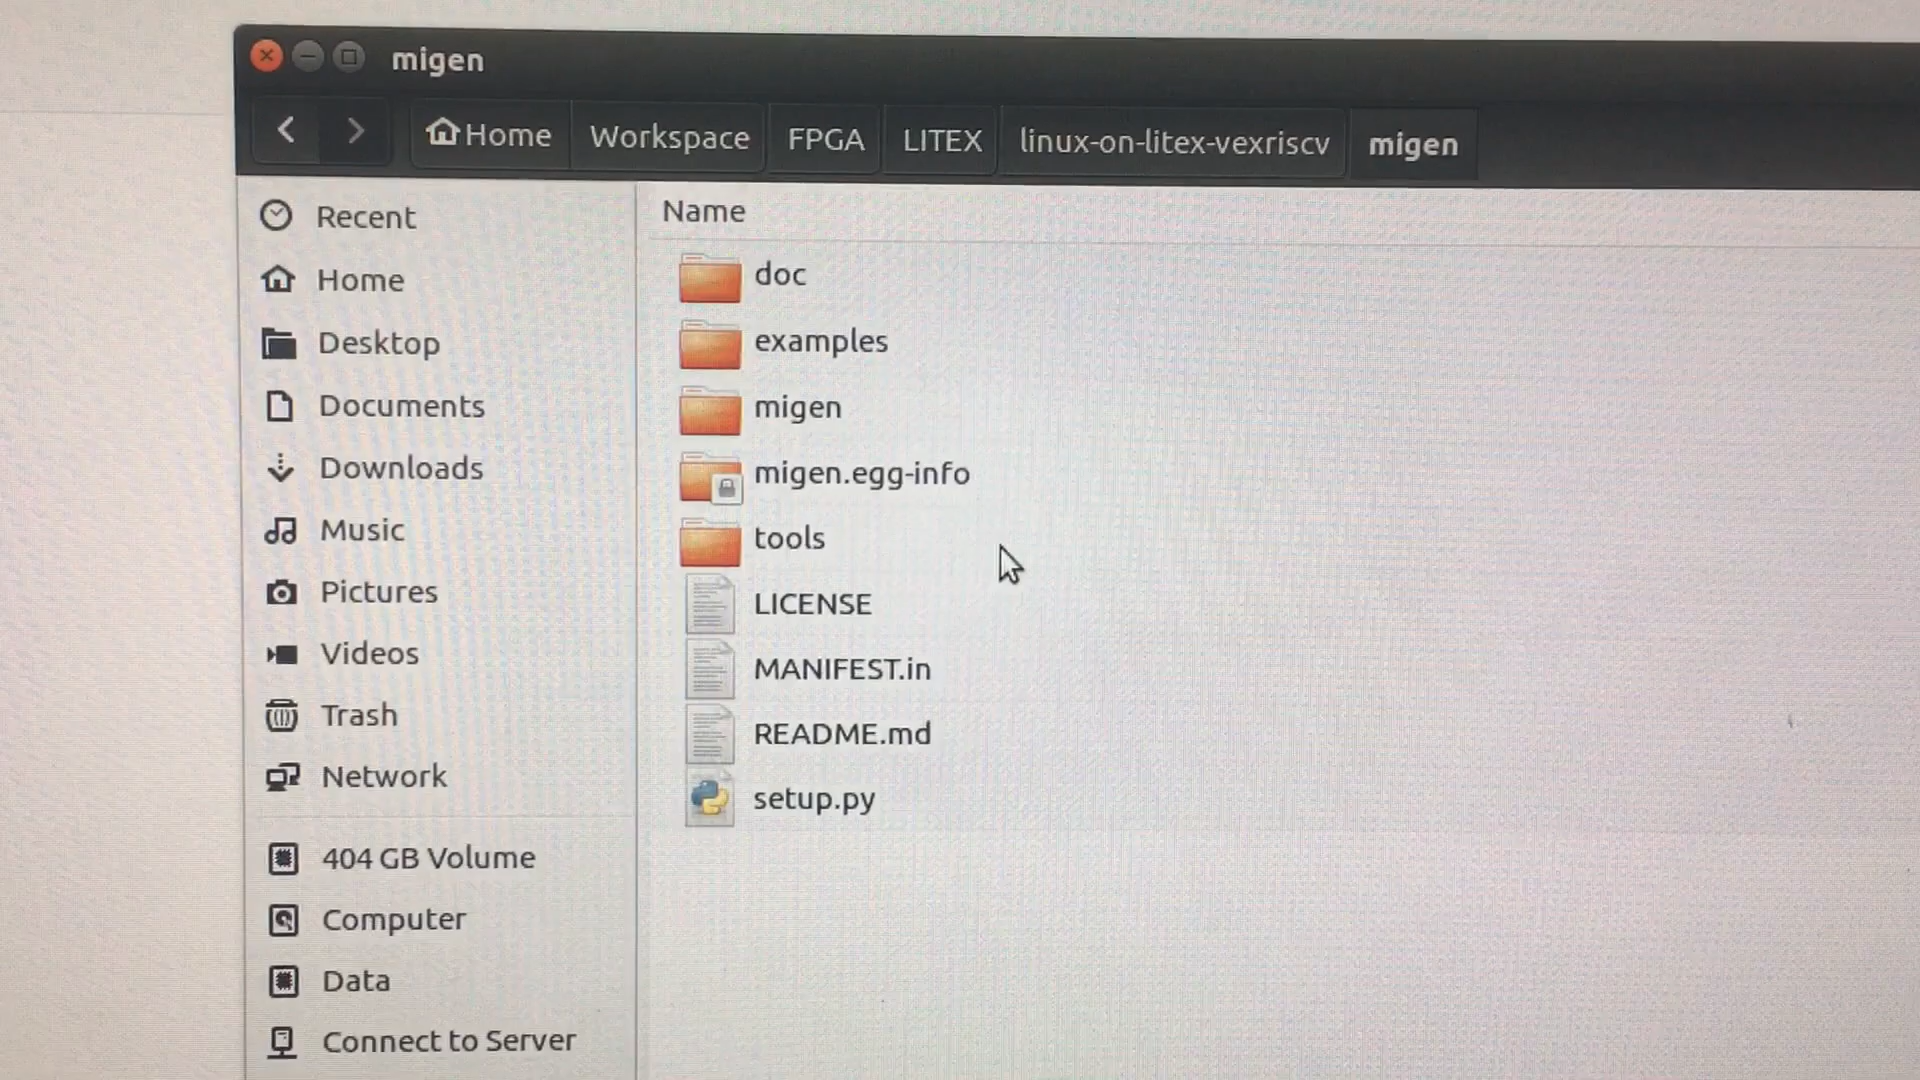 migen
Home Workspace FPGA LITEX linux-on-litex-vexriscv migen
Recent
Home
Desktop
Documents
Downloads
Music
Pictures
Videos
Trash
Network
404 GB Volume
Computer
Data
Connect to Server
Name
doc
examples
migen
migen.egg-info
tools
LICENSE
MANIFEST.in
README.md
setup.py